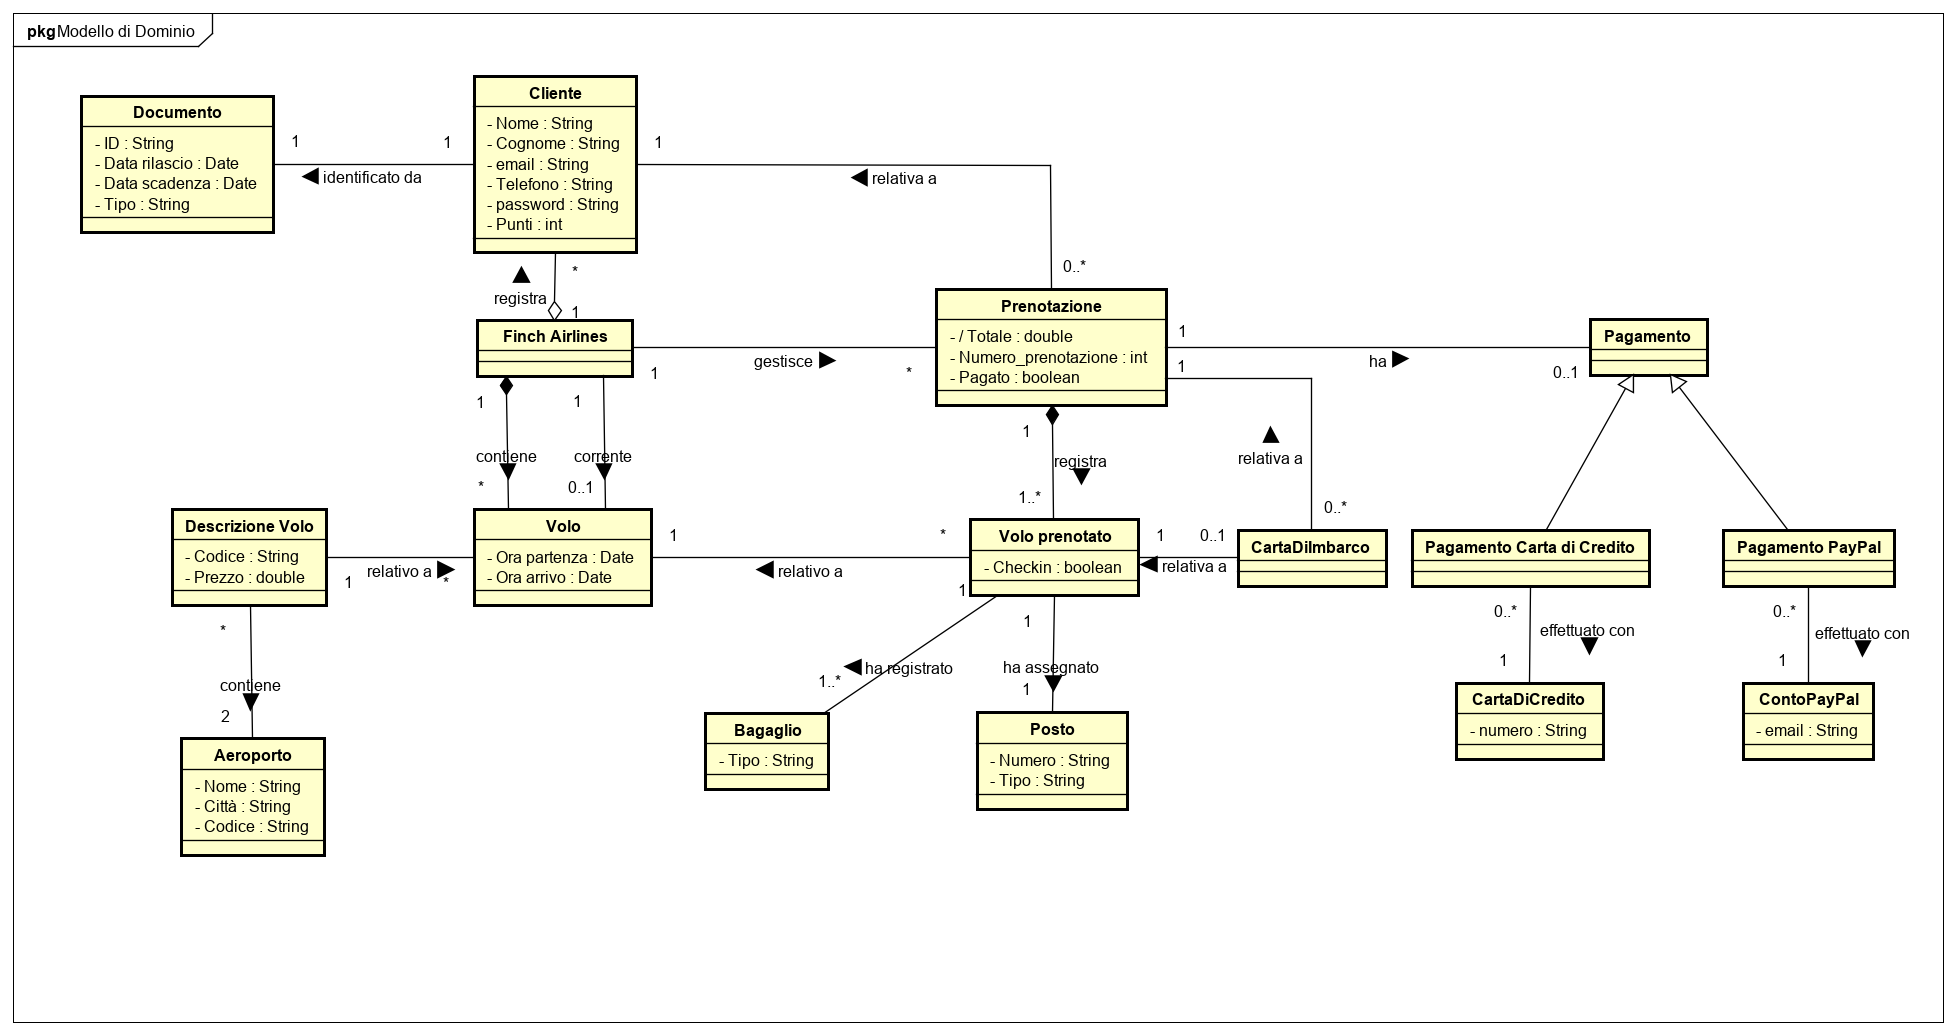 pkg Modello di Dominio
Documento
- ID : String
- Data rilascio : Date
- Data scadenza : Date
- Tipo : String
1
1
identificato da
Cliente
- Nome : String
- Cognome : String
- email : String
- Telefono : String
- password : String
- Punti : int
1
relativa a
0..*
*
registra
1
Finch Airlines
1
gestisce
*
Prenotazione
- / Totale : double
- Numero_prenotazione : int
- Pagato : boolean
1
1
ha
0..1
Pagamento
1
contiene
*
1
corrente
0..1
1
registra
1..*
relativa a
0..*
Descrizione Volo
- Codice : String
- Prezzo : double
relativo a
1
*
Volo
- Ora partenza : Date
- Ora arrivo : Date
1
*
relativo a
Volo prenotato
- Checkin : boolean
1
0..1
relativa a
CartaDiImbarco
Pagamento Carta di Credito
Pagamento PayPal
*
contiene
2
1
ha registrato
1..*
1
ha assegnato
1
0..*
effettuato con
1
0..*
effettuato con
1
Aeroporto
- Nome : String
- Città : String
- Codice : String
Bagaglio
- Tipo : String
Posto
- Numero : String
- Tipo : String
CartaDiCredito
- numero : String
ContoPayPal
- email : String